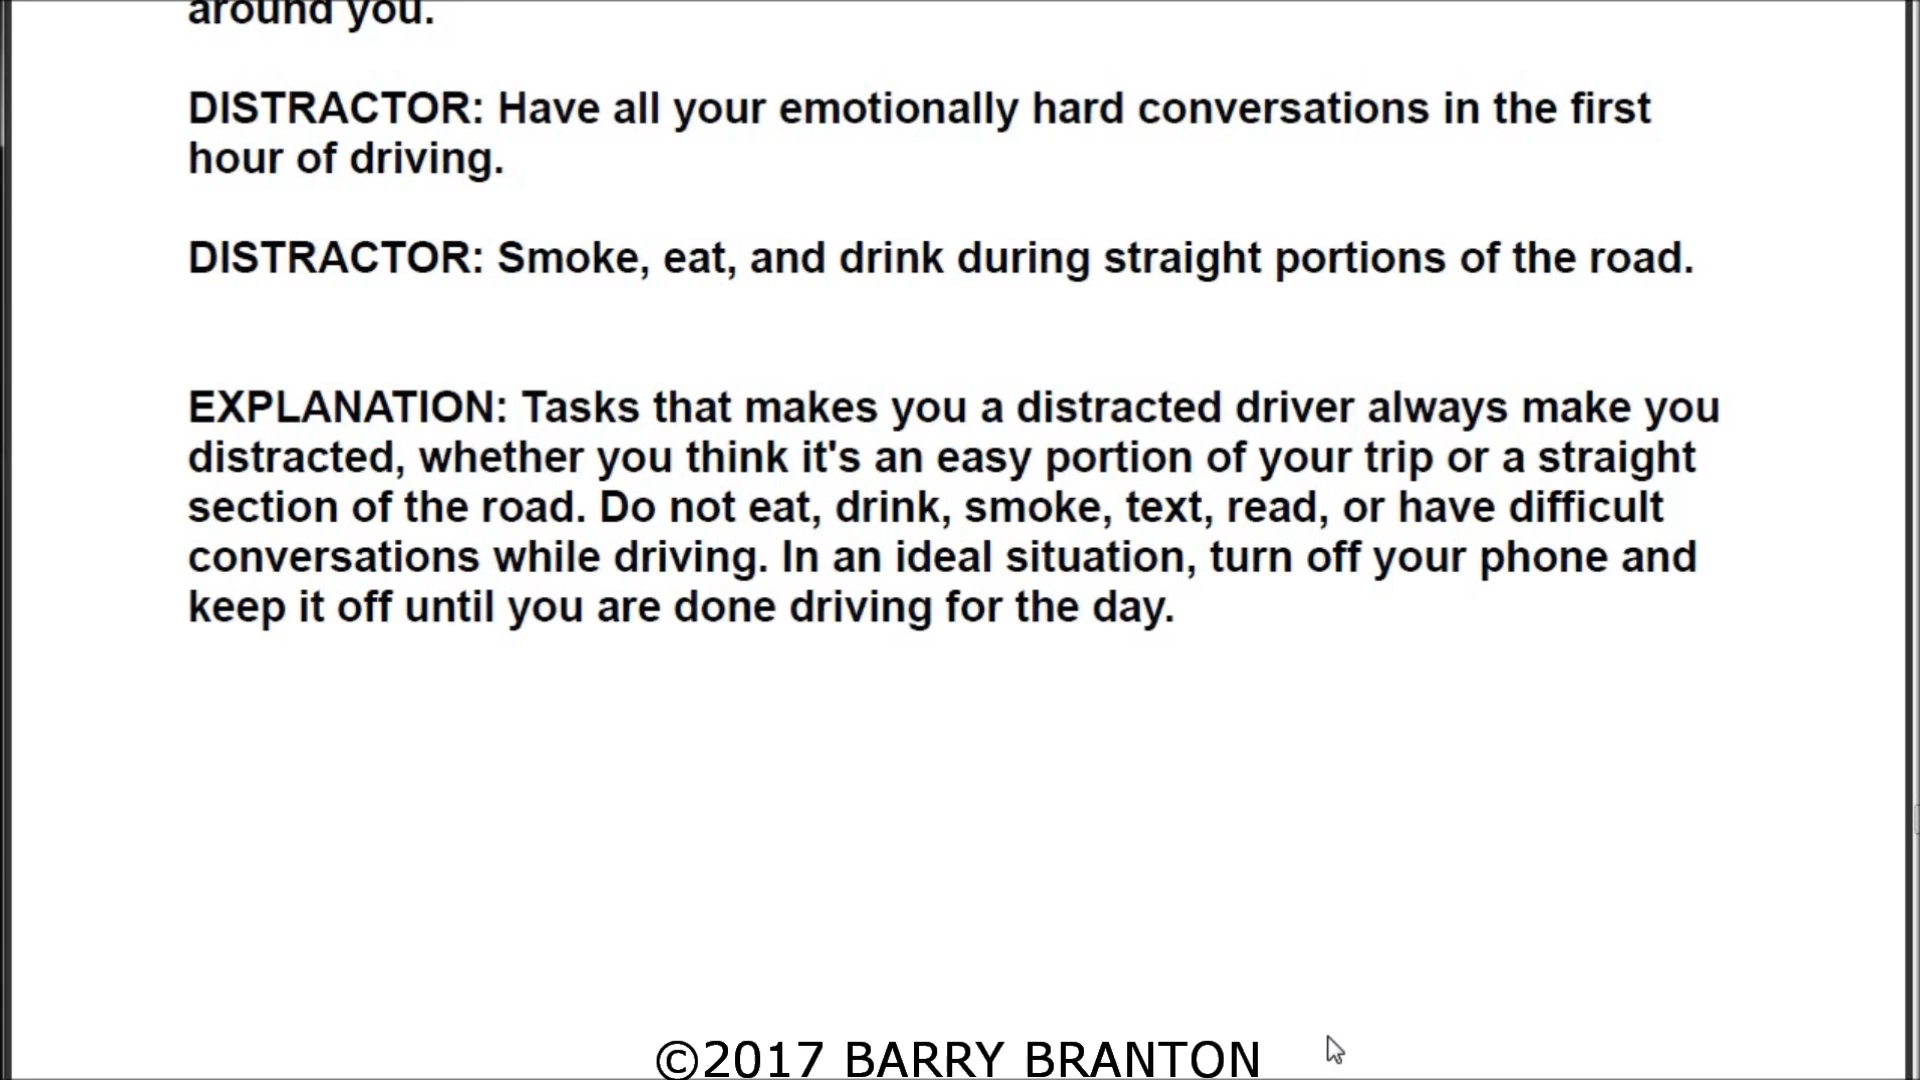 around you.
DISTRACTOR: Have all your emotionally hard conversations in the first
hour of driving.
DISTRACTOR: Smoke, eat, and drink during straight portions of the road.
EXPLANATION: Tasks that makes you a distracted driver always make you
distracted, whether you think it's an easy portion of your trip or a straight
section of the road. Do not eat, drink, smoke, text, read, or have difficult
conversations while driving. In an ideal situation, turn off your phone and
keep it off until you are done driving for the day.
©2017 BARRY BRANTON